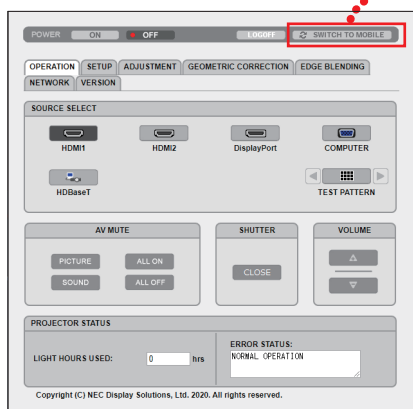 POWER ON OFF LOGOFF SWITCH TO MOBILE
OPERATION SETUP ADJUSTMENT GEOMETRIC CORRECTION EDGE BLENDING
NETWORK VERSION
SOURCE SELECT
HDMI1 HDMI2 DisplayPort COMPUTER
HDBaseT TEST PATTERN
AV MUTE SHUTTER VOLUME
PICTURE ALL ON
CLOSE
SOUND ALL OFF
PROJECTOR STATUS
ERROR STATUS:
LIGHT HOURS USED: 0 hrs NORMAL OPERATION
Copyright (C) NEC Display Solutions, Ltd. 2020. All rights reserved.